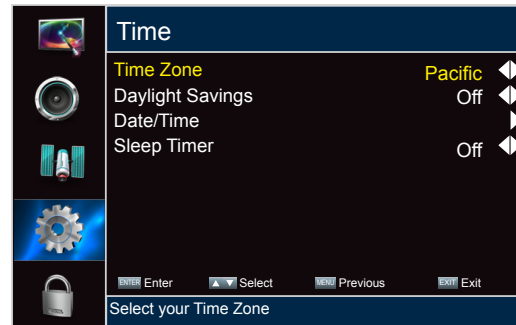 Time
Time Zone Pacific
Daylight Savings Off
Date/Time
Sleep Timer Off
ENTER Enter ▲ ▼ Select MENU Previous EXIT Exit
Select your Time Zone